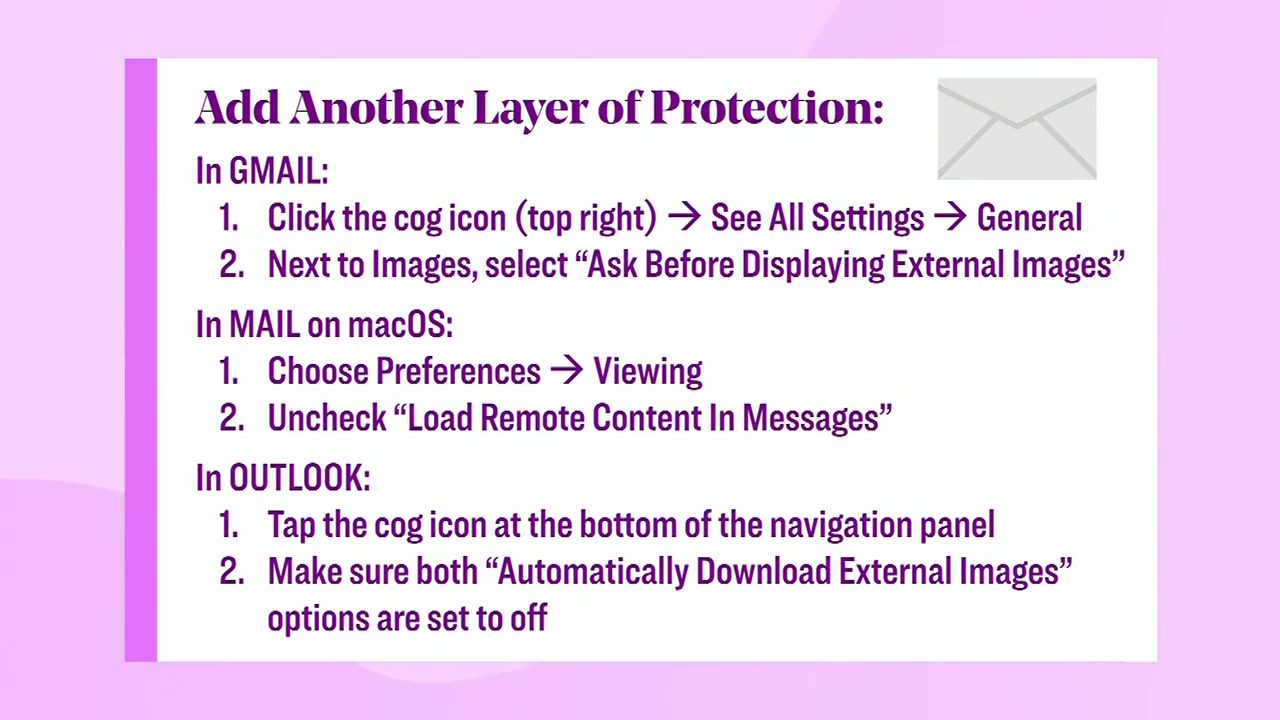 Add Another Layer of Protection:
In GMAIL:
1. Click the cog icon (top right) → See All Settings → General
2. Next to Images, select “Ask Before Displaying External Images”
In MAIL on macOS:
1. Choose Preferences → Viewing
2. Uncheck “Load Remote Content In Messages”
In OUTLOOK:
1. Tap the cog icon at the bottom of the navigation panel
2. Make sure both “Automatically Download External Images”
options are set to off